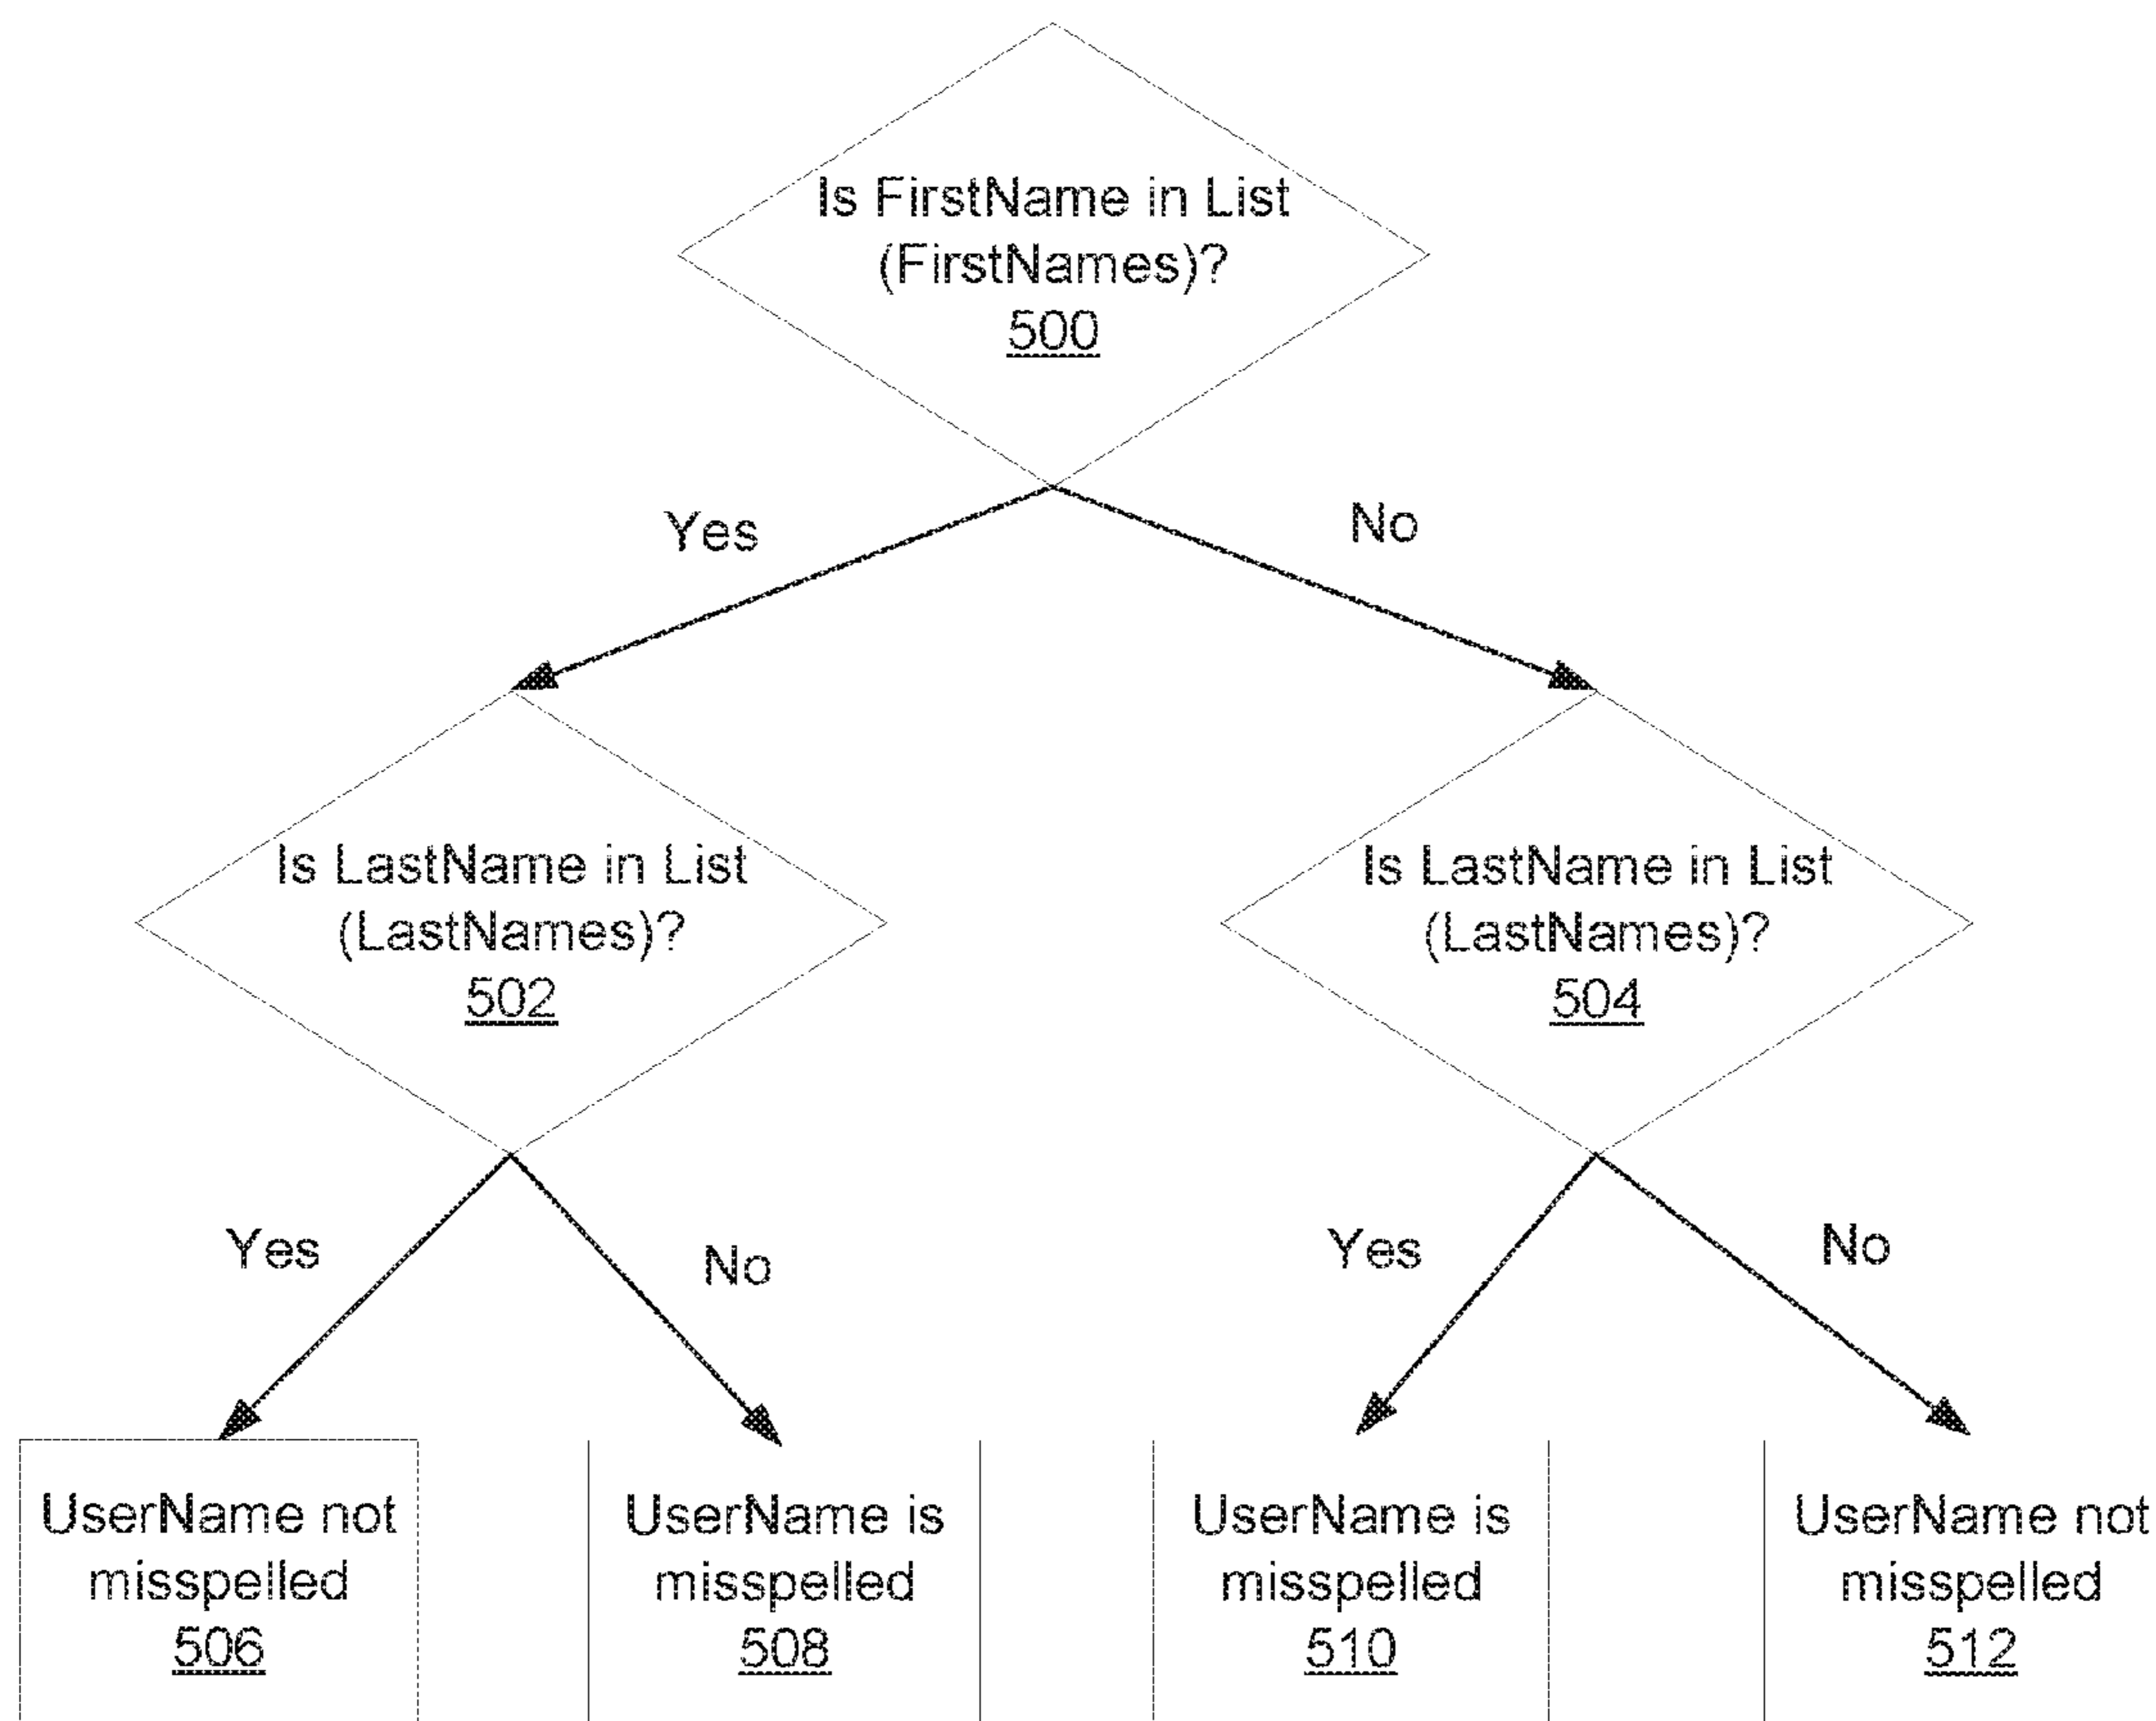 Is FirstName in List
(FirstNames)?
500
Yes
No
Is LastName in List
(LastNames)?
502
Is LastName in List
(LastNames)?
504
Yes
No
Yes
No
UserName not
misspelled
506
UserName is
misspelled
508
UserName is
misspelled
510
UserName not
misspelled
512